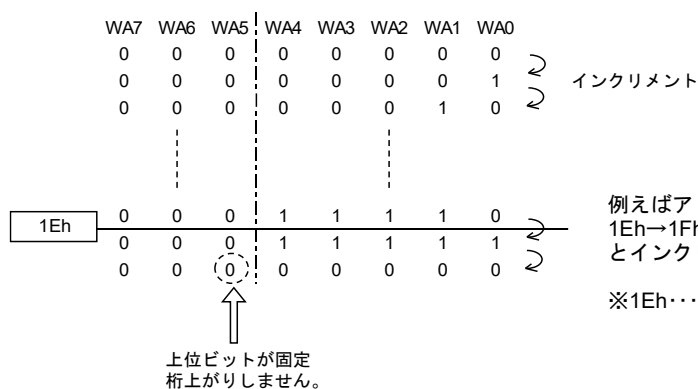 WA7 WA6 WA5 WA4 WA3 WA2 WA1 WA0
0 0 0 0 0 0 0 0
0 0 0 0 0 0 0 1
インクリメント
0 0 0 0 0 0 1 0
1Eh 0 0 0 1 1 1 1 0
0 0 0 1 1 1 1 1
0 0 0 0 0 0 0 0
上位ビットが固定
桁上がりしません。
例えばア
1Eh→1Fh
とインク
※1Eh・・・